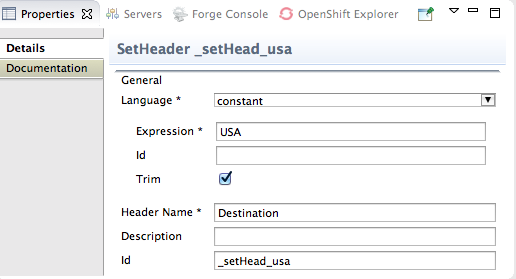 Properties Servers Forge Console OpenShift Explorer
Details
Documentation
SetHeader _setHead_usa
General
Language * constant
Expression * USA
Id
Trim
Header Name * Destination
Description
Id _setHead_usa